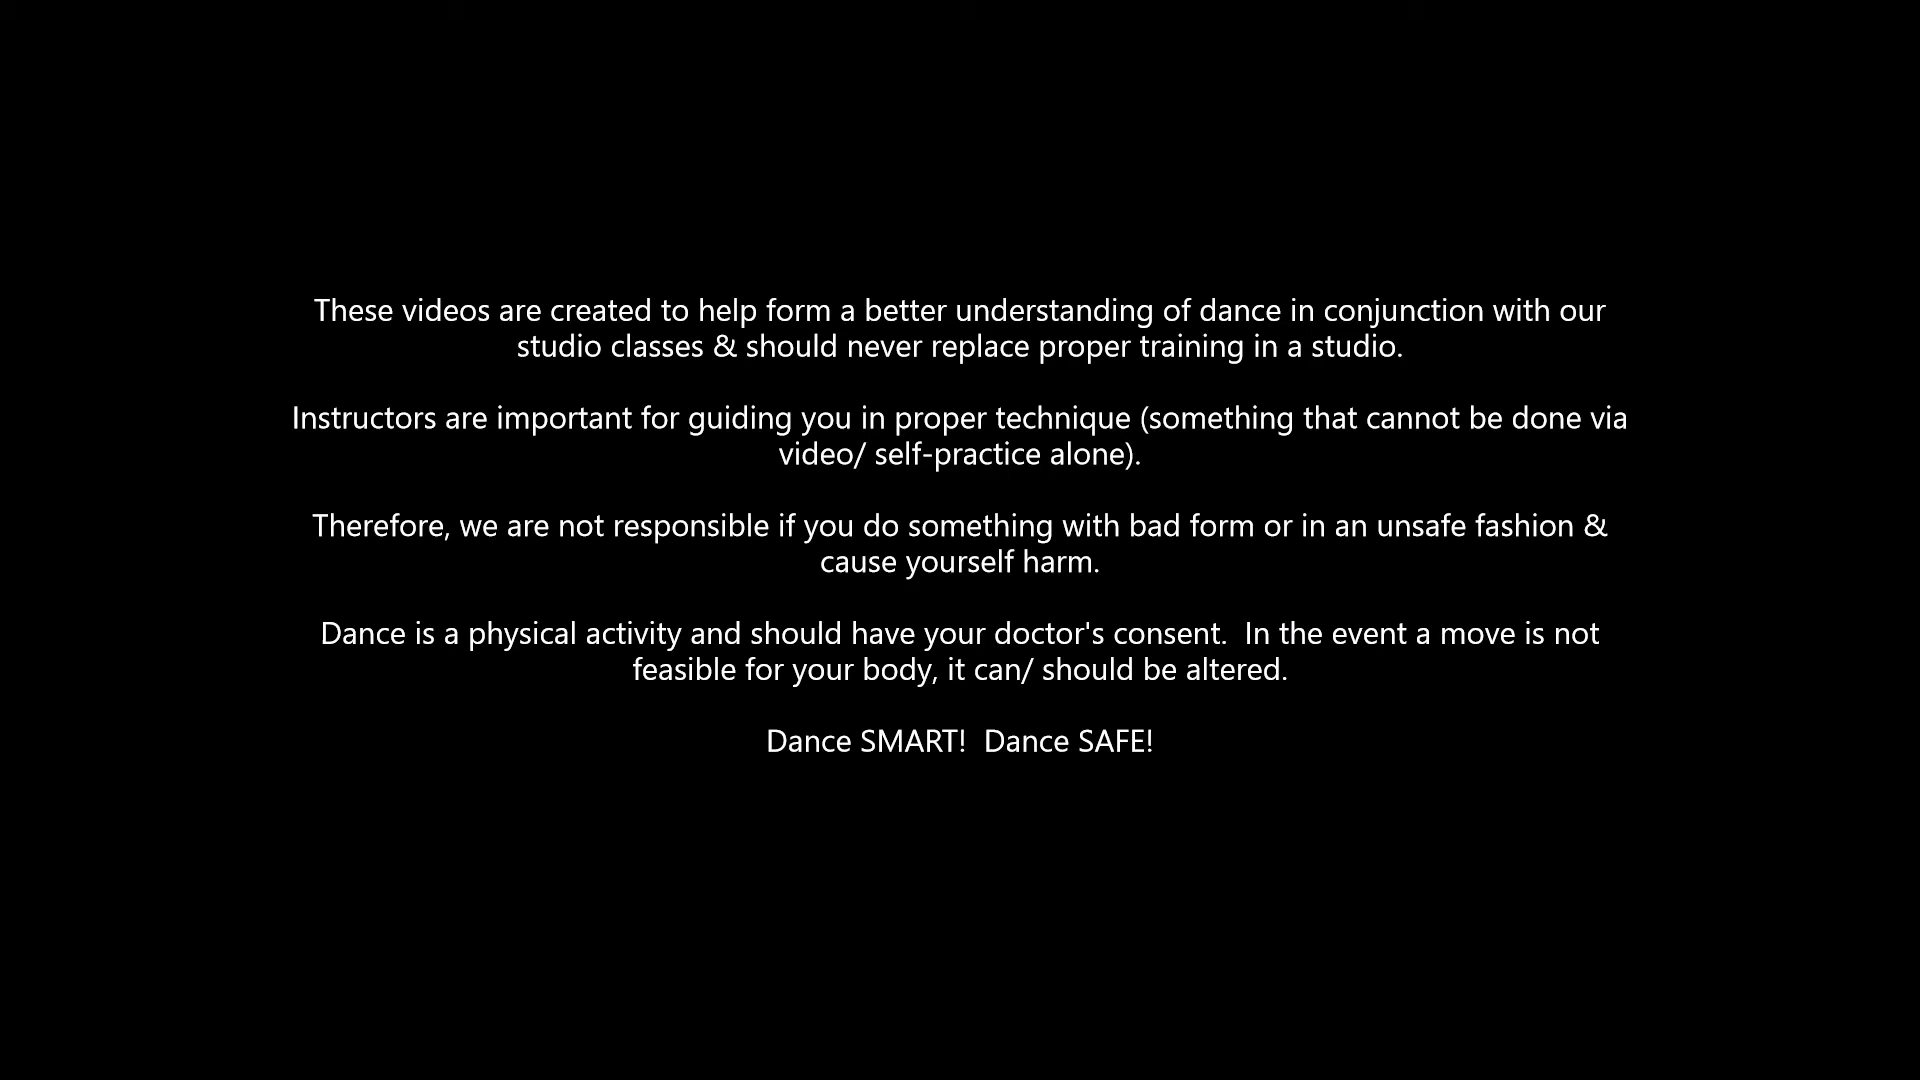 These videos are created to help form a better understanding of dance in conjunction with our
studio classes & should never replace proper training in a studio.
Instructors are important for guiding you in proper technique (something that cannot be done via
video/ self-practice alone).
Therefore, we are not responsible if you do something with bad form or in an unsafe fashion &
cause yourself harm.
Dance is a physical activity and should have your doctor's consent.  In the event a move is not
feasible for your body, it can/ should be altered.
Dance SMART!  Dance SAFE!